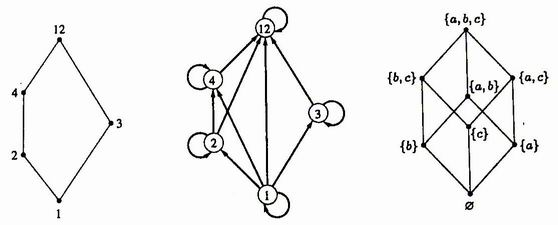 12
4
2
3
1
12
4
2
3
1
{a, b, c}
{b, c}
{a, b}
{a, c}
{c}
{b}
{a}
∅